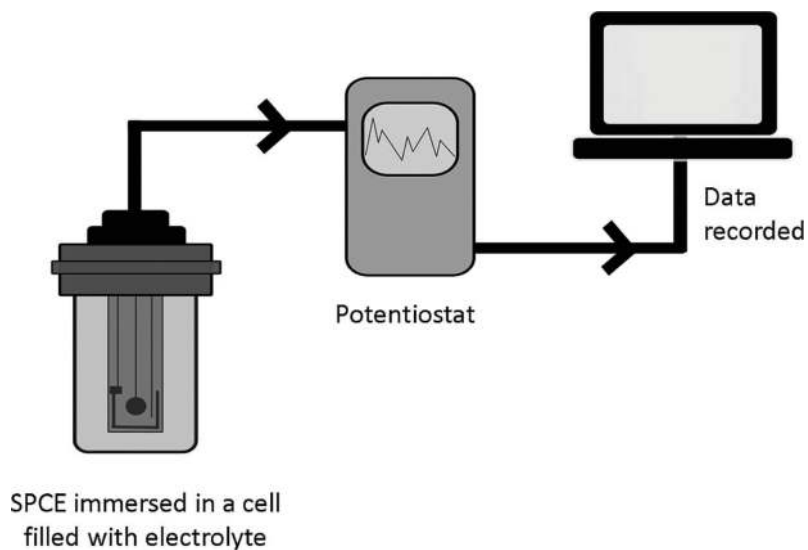 Data
recorded
Potentiostat
SPCE immersed in a cell
filled with electrolyte